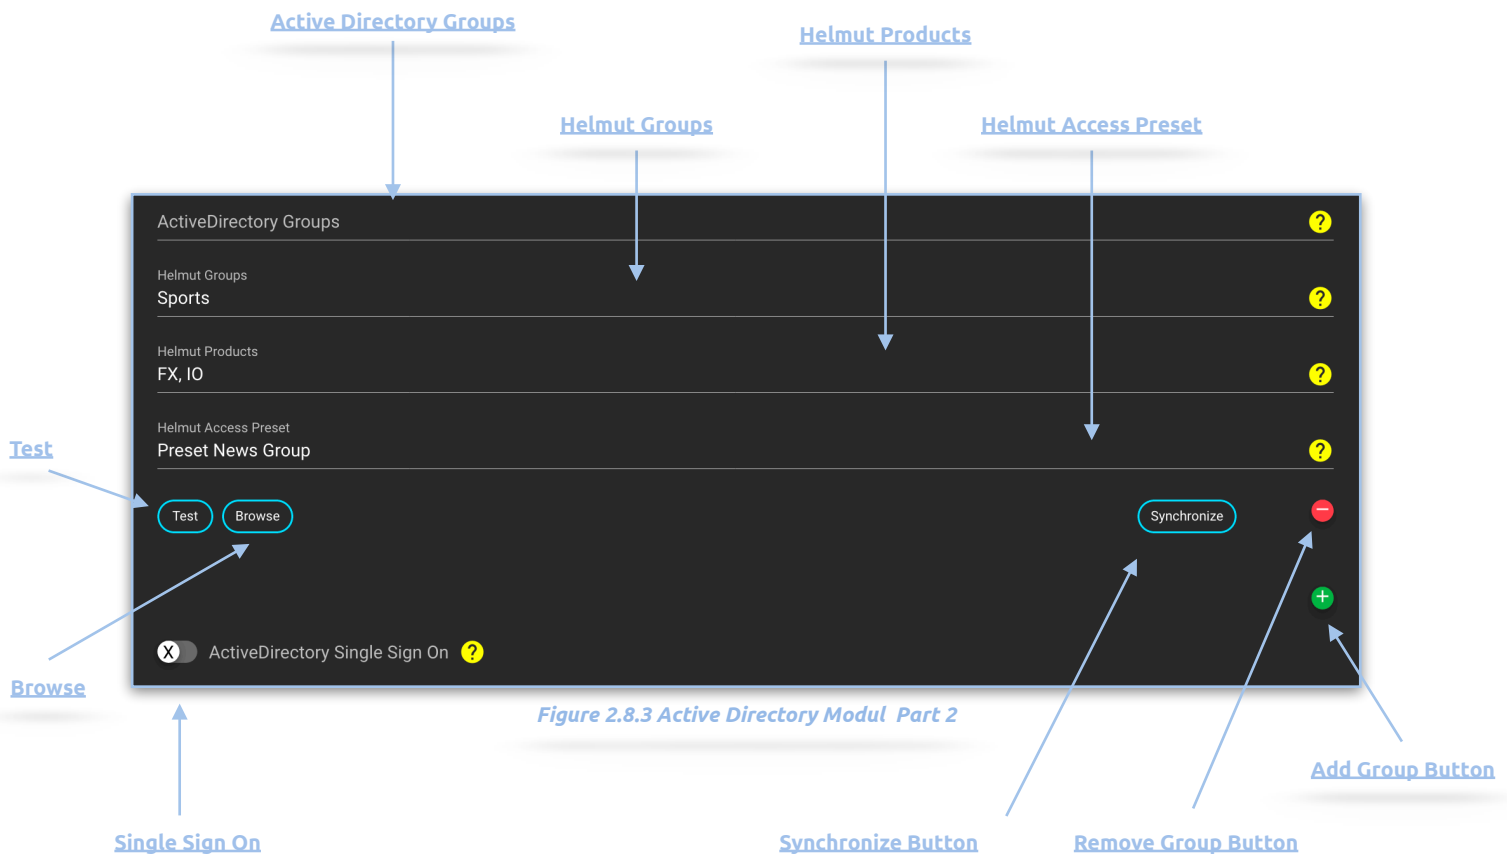 Active Directory Groups
Helmut Products
Helmut Groups
Helmut Access Preset
ActiveDirectory Groups
?
Helmut Groups
Sports
?
Helmut Products
FX, IO
?
Helmut Access Preset
Preset News Group
?
Test
Test
Browse
Synchronize
X
ActiveDirectory Single Sign On
?
Browse
Figure 2.8.3 Active Directory Modul Part 2
Add Group Button
Single Sign On
Synchronize Button
Remove Group Button